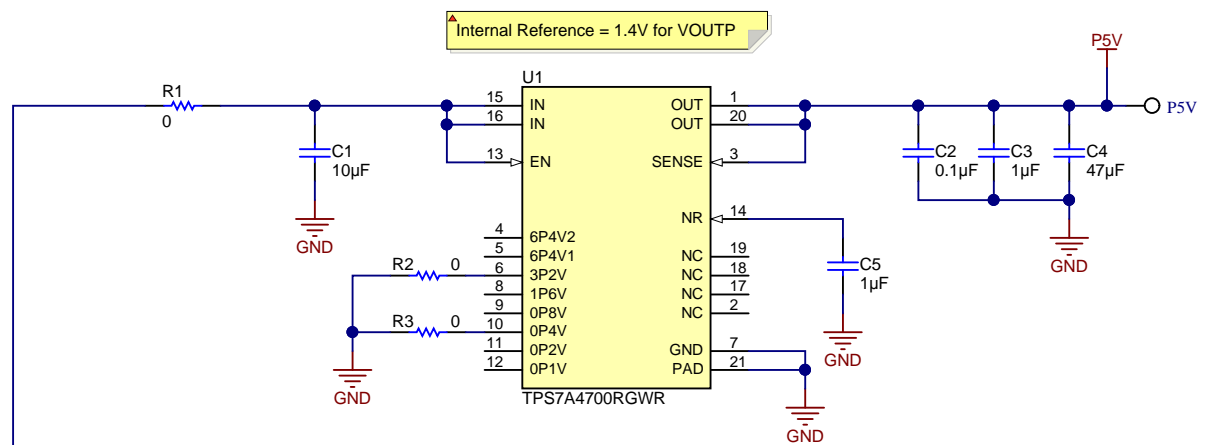 Internal Reference = 1.4V for VOUTP
P5V
U1
R1
0
15
IN
OUT
1
16
IN
OUT
20
P5V
13
EN
SENSE
3
C1
10µF
C2
0.1µF
C3
1µF
C4
47µF
GND
NR
14
4
6P4V2
5
6P4V1
NC
19
GND
R2
0
6
3P2V
NC
18
C5
1µF
8
1P6V
NC
17
9
0P8V
NC
2
R3
0
10
0P4V
11
0P2V
GND
7
GND
12
0P1V
PAD
21
GND
TPS7A4700RGWR
GND